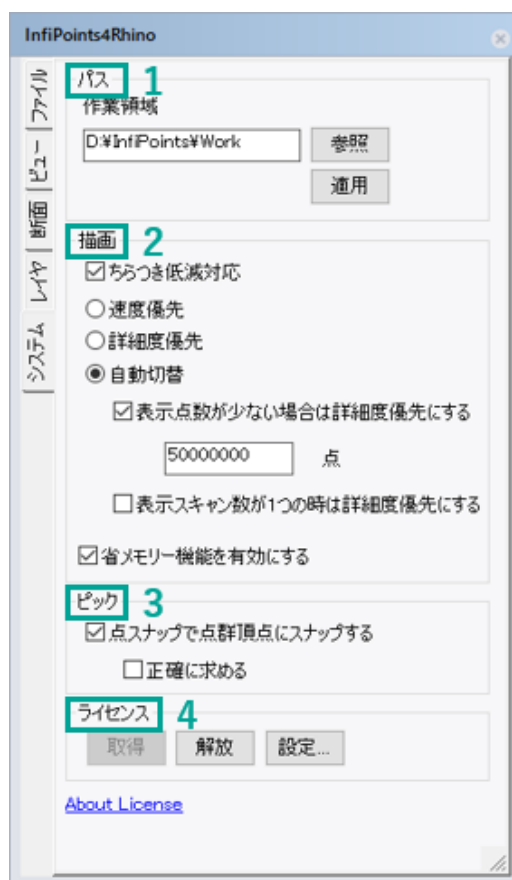 InfiPoints4Rhino
ファイル
ビュー
断面
レイヤ
システム
パス 1
作業領域
D:¥InfiPoints¥Work 参照
適用
描画 2
ちらつき低減対応
速度優先
詳細度優先
自動切替
表示点数が少ない場合は詳細度優先にする
50000000 点
表示スキャン数が1つの時は詳細度優先にする
省メモリー機能を有効にする
ピック 3
点スナップで点群頂点にスナップする
正確に求める
ライセンス 4
取得 解放 設定...
About License